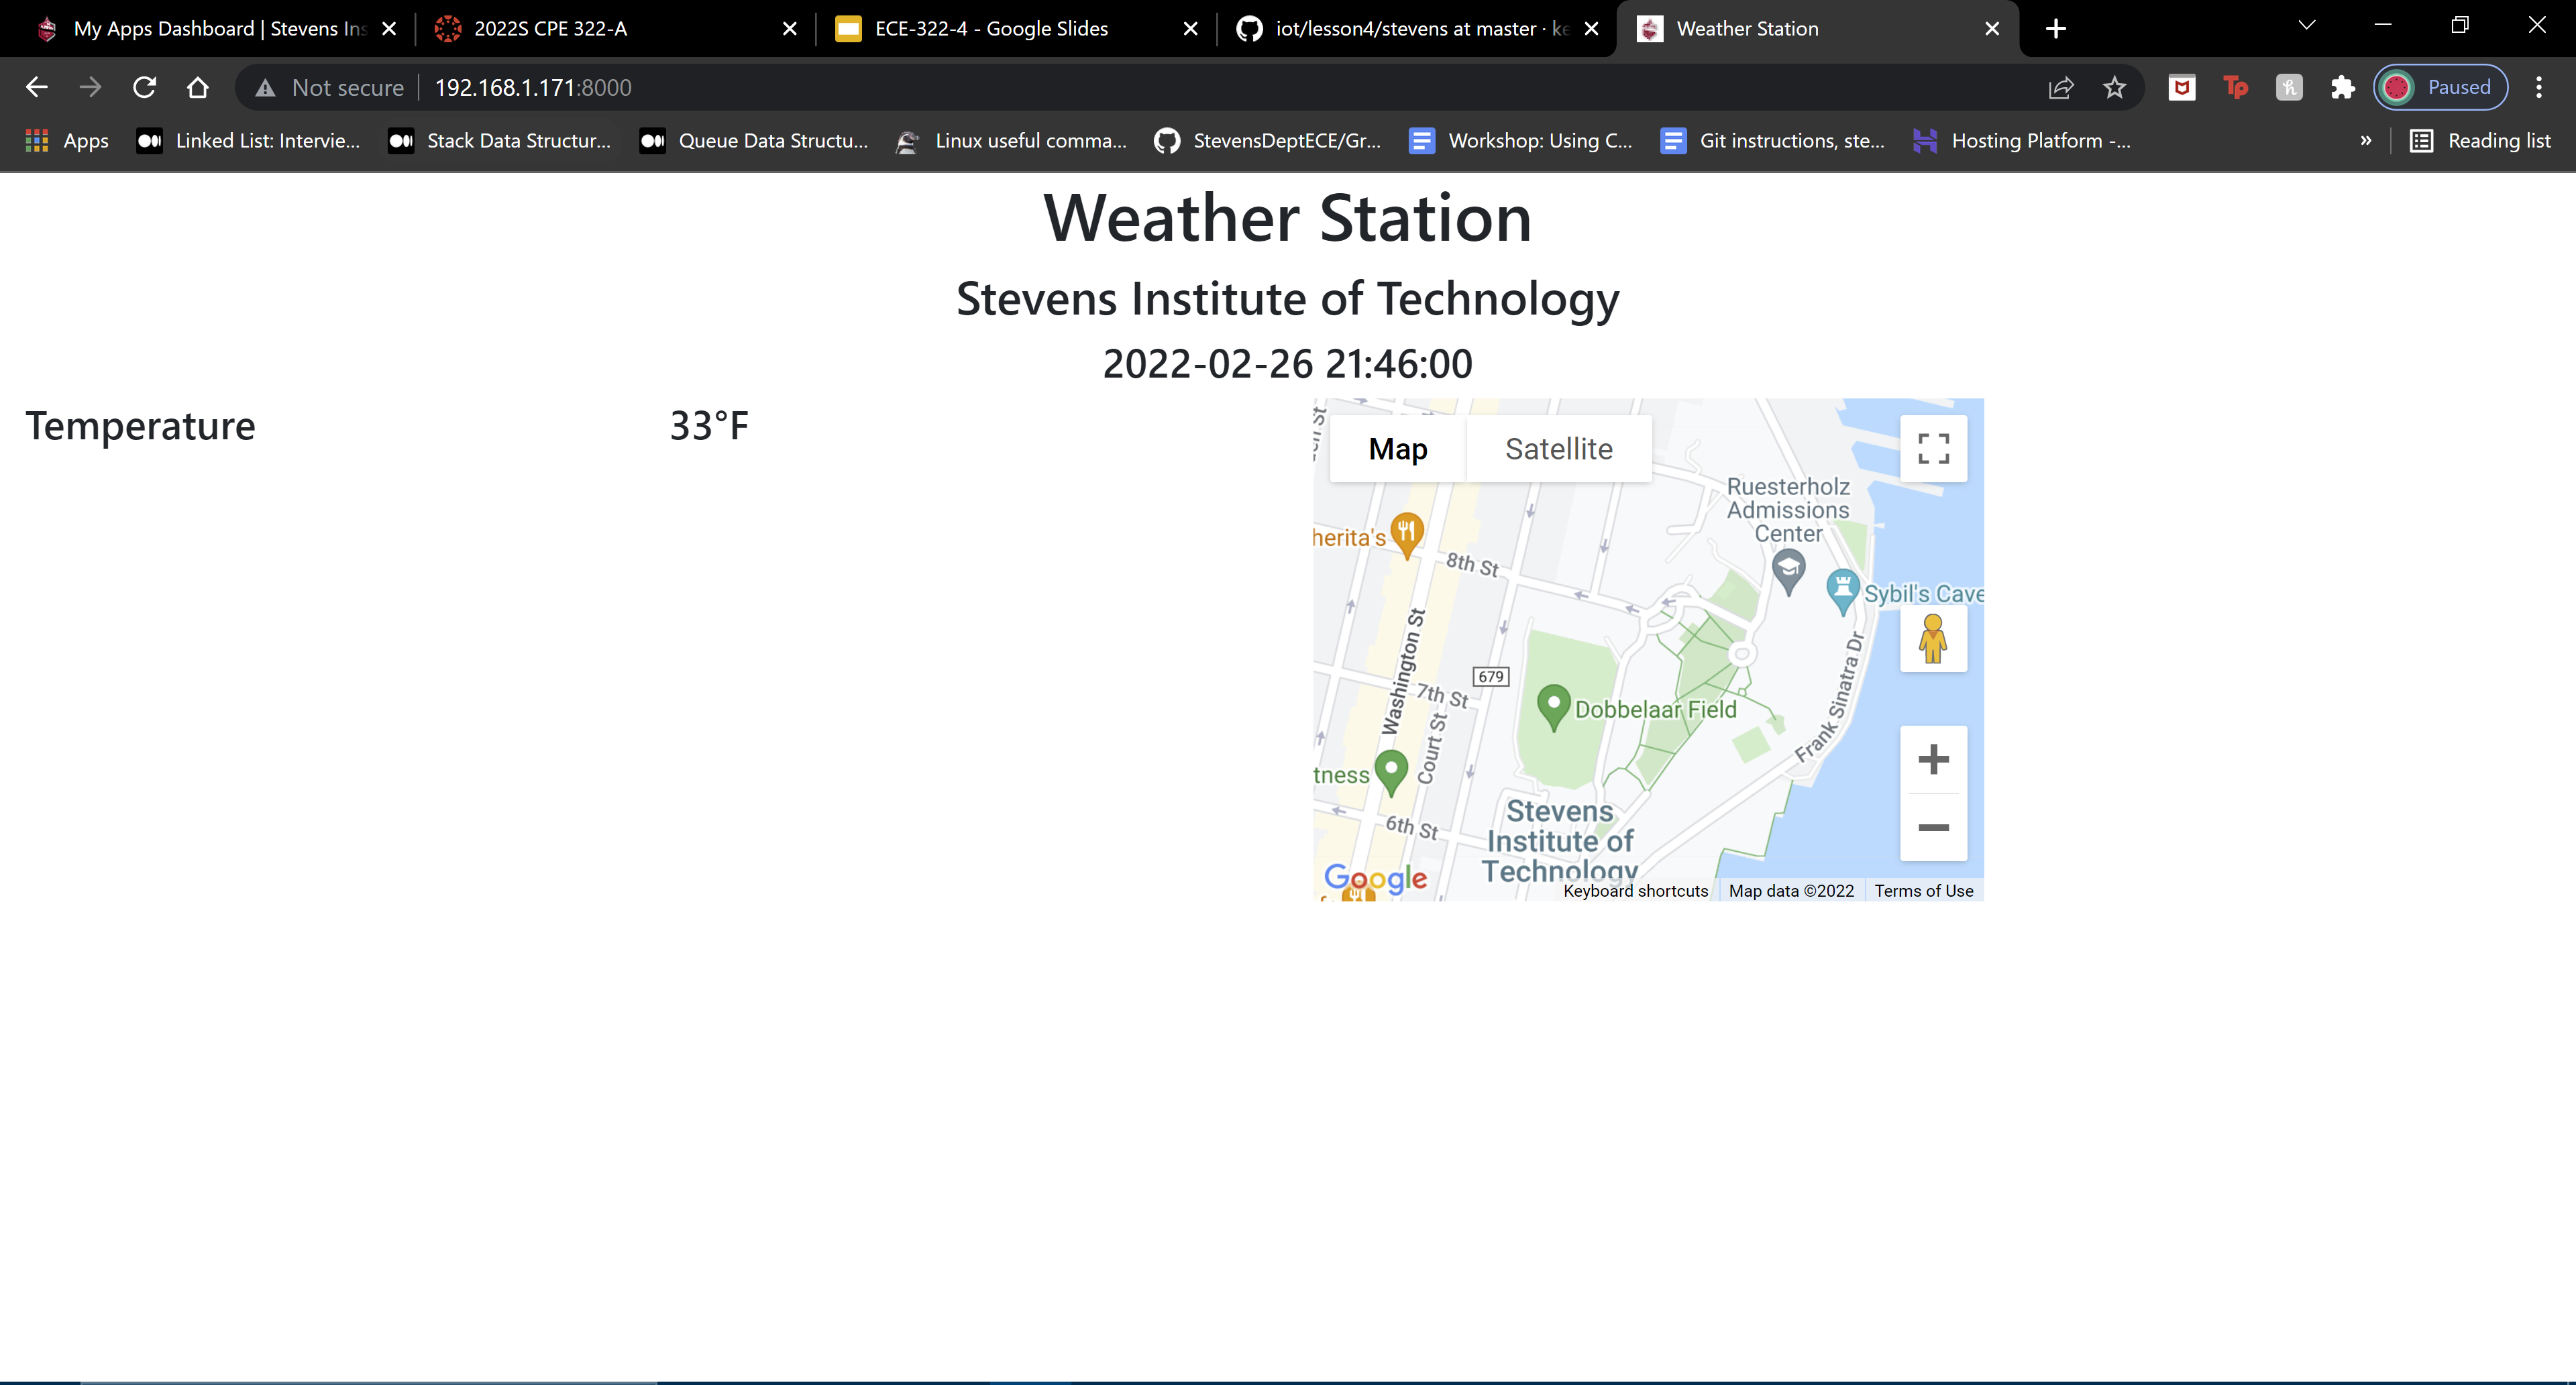 My Apps Dashboard | Stevens Ins
2022S CPE 322-A
ECE-322-4 - Google Slides
iot/lesson4/stevens at master · ke
Weather Station
Not secure
192.168.1.171:8000
Paused
Apps
Linked List: Intervie...
Stack Data Structur...
Queue Data Structu...
Linux useful comma...
StevensDeptECE/Gr...
Workshop: Using C...
Git instructions, ste...
Hosting Platform -...
»
Reading list
Weather Station
Stevens Institute of Technology
2022-02-26 21:46:00
Temperature
33°F
Map
Satellite
Ruesterholz
Admissions
Center
herita's
8th St
Sybil's Cave
Washington St
679
7th St
Dobbelaar Field
Court St
Frank Sinatra Dr
tness
6th St
Stevens
Institute of
Technology
Google
Keyboard shortcuts
Map data ©2022
Terms of Use